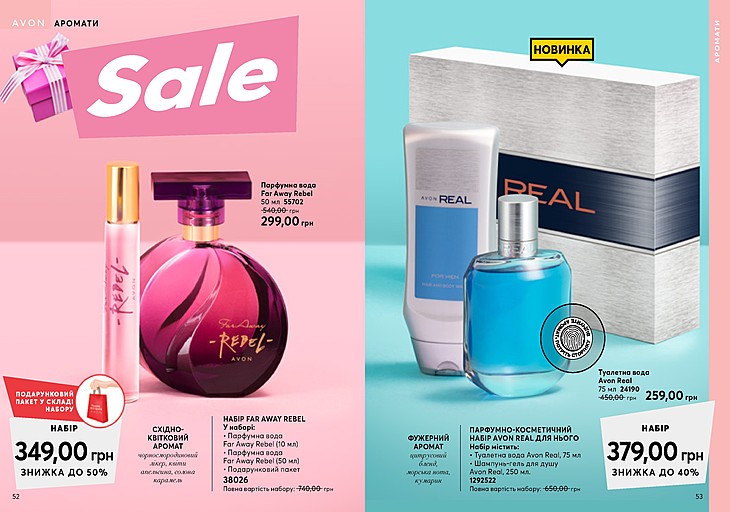 AVON АРОМАТИ
Sale
Парфумна вода
Far Away Rebel
50 мл 55702
540,00 грн
299,00 грн
Far Away
-REBEL-
AVON
-REBEL-
ПОДАРУНКОВИЙ
ПАКЕТ У СКЛАДІ
НАБОРУ
НАБІР
349,00 грн
ЗНИЖКА ДО 50%
СХІДНО-
КВІТКОВИЙ
АРОМАТ
чорносмородиновий
лікер, квіти
апельсина, солона
карамель
НАБІР FAR AWAY REBEL
У наборі:
• Парфумна вода
Far Away Rebel (10 мл)
• Парфумна вода
Far Away Rebel (50 мл)
• Подарунковий пакет
38026
Повна вартість набору: 740,00 грн
52
АРОМАТИ
НОВИНКА
REAL
AVON REAL
FOR MEN
Туалетна вода
Avon Real
75 мл 24190
450,00 грн
259,00 грн
ФУЖЕРНИЙ
АРОМАТ
цитрусовий
бленд,
морська нота,
кумарин
ПАРФУМНО-КОСМЕТИЧНИЙ
НАБІР AVON REAL ДЛЯ НЬОГО
Набір містить:
• Туалетна вода Avon Real, 75 мл
• Шампунь-гель для душу
Avon Real, 250 мл.
1292522
Повна вартість набору: 650,00 грн
НАБІР
379,00 грн
ЗНИЖКА ДО 40%
53